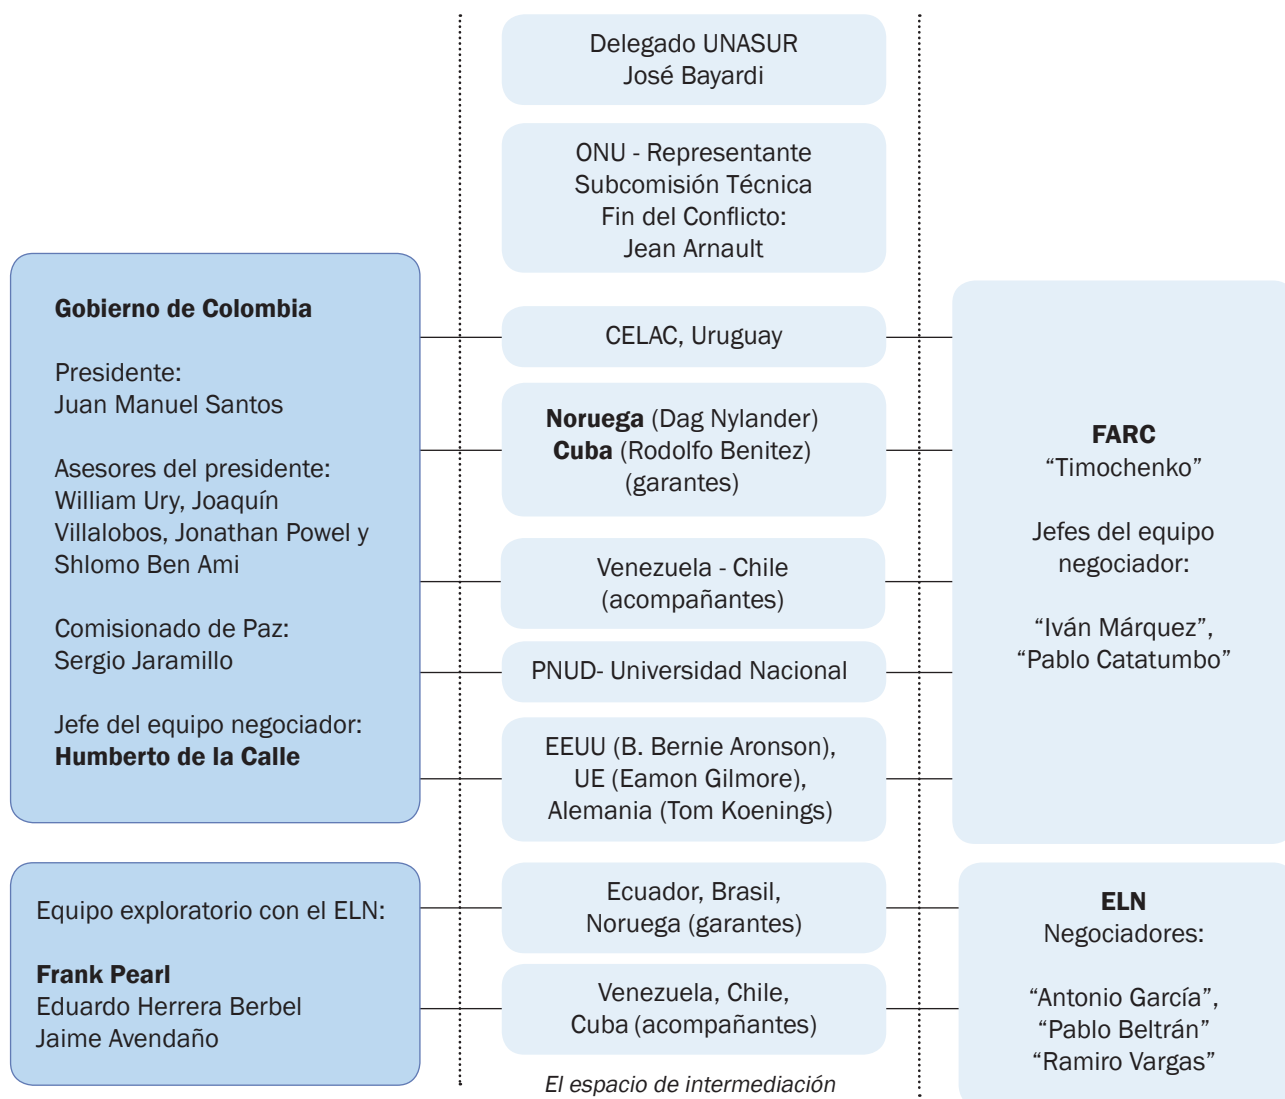 Delegado UNASUR
José Bayardi
ONU - Representante
Subcomisión Técnica
Fin del Conflicto:
Jean Arnault
Gobierno de Colombia
Presidente:
Juan Manuel Santos
Asesores del presidente:
William Ury, Joaquín
Villalobos, Jonathan Powel y
Shlomo Ben Ami
Comisionado de Paz:
Sergio Jaramillo
Jefe del equipo negociador:
Humberto de la Calle
CELAC, Uruguay
Noruega (Dag Nylander)
Cuba (Rodolfo Benitez)
(garantes)
Venezuela - Chile
(acompañantes)
PNUD- Universidad Nacional
EEUU (B. Bernie Aronson),
UE (Eamon Gilmore),
Alemania (Tom Koenings)
FARC
“Timochenko”
Jefes del equipo
negociador:
“Iván Márquez”,
“Pablo Catatumbo”
Equipo exploratorio con el ELN:
Frank Pearl
Eduardo Herrera Berbel
Jaime Avendaño
Ecuador, Brasil,
Noruega (garantes)
Venezuela, Chile,
Cuba (acompañantes)
ELN
Negociadores:
“Antonio García”,
“Pablo Beltrán”
“Ramiro Vargas”
El espacio de intermediación